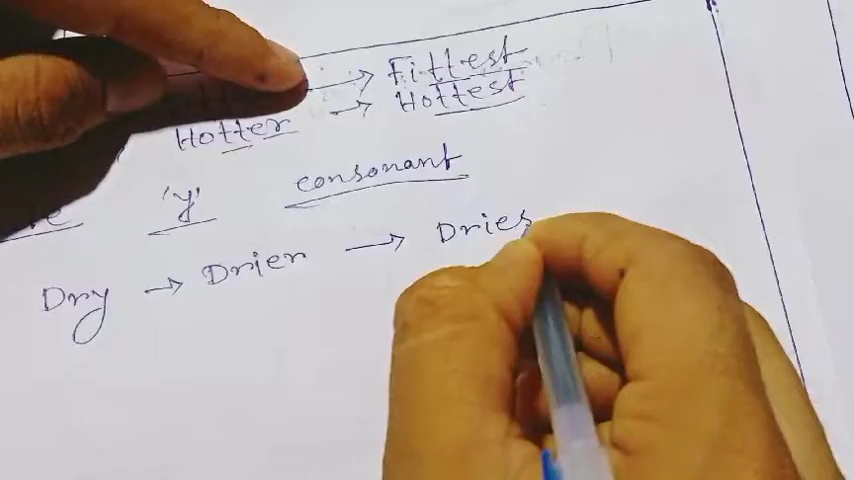 → Fittest
Hotter → Hottest
'y' consonant
Dry → Drier → Dries